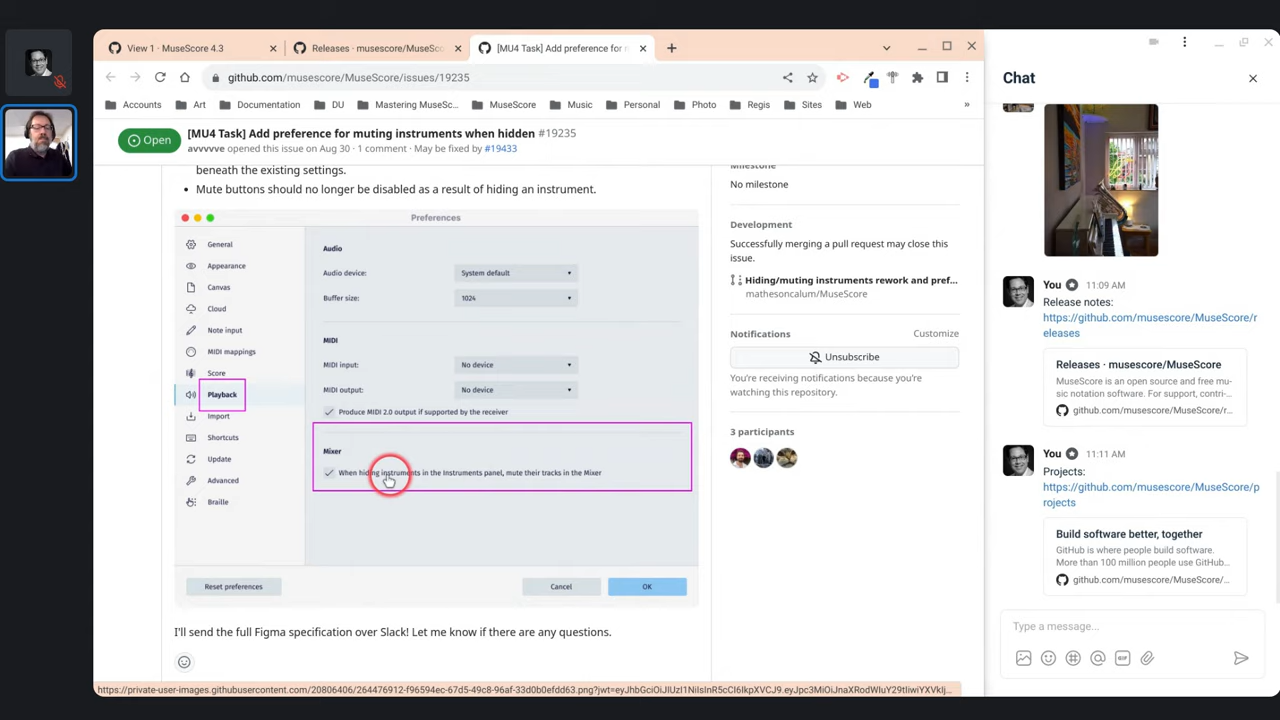 View 1 · MuseScore 4.3
Releases · musescore/MuseSco
[MU4 Task] Add preference for
github.com/musescore/MuseScore/issues/19235
Accounts
Art
Documentation
DU
Mastering MuseSc...
MuseScore
Music
Personal
Photo
Regis
Sites
Web
»
Open
[MU4 Task] Add preference for muting instruments when hidden #19235
avvvvve opened this issue on Aug 30 · 1 comment · May be fixed by #19433
beneath the existing settings.
• Mute buttons should no longer be disabled as a result of hiding an instrument.
Preferences
General
Appearance
Canvas
Cloud
Note input
MIDI mappings
Score
Playback
Import
Shortcuts
Update
Advanced
Braille
Audio
Audio device:
System default
Buffer size:
1024
MIDI
MIDI input:
No device
MIDI output:
No device
Produce MIDI 2.0 output if supported by the receiver
Mixer
When hiding instruments in the Instruments panel, mute their tracks in the Mixer
Reset preferences
Cancel
OK
I'll send the full Figma specification over Slack! Let me know if there are any questions.
Milestone
No milestone
Development
Successfully merging a pull request may close this
issue.
Hiding/muting instruments rework and pref...
mathesoncalum/MuseScore
Notifications
Customize
Unsubscribe
You're receiving notifications because you're
watching this repository.
3 participants
Chat
You
11:09 AM
Release notes:
https://github.com/musescore/MuseScore/r
eleases
Releases · musescore/MuseScore
MuseScore is an open source and free mu-
sic notation software. For support, contri...
github.com/musescore/MuseScore/r...
You
11:11 AM
Projects:
https://github.com/musescore/MuseScore/p
rojects
Build software better, together
GitHub is where people build software.
More than 100 million people use GitHub...
github.com/musescore/MuseScore/...
Type a message...
GIF